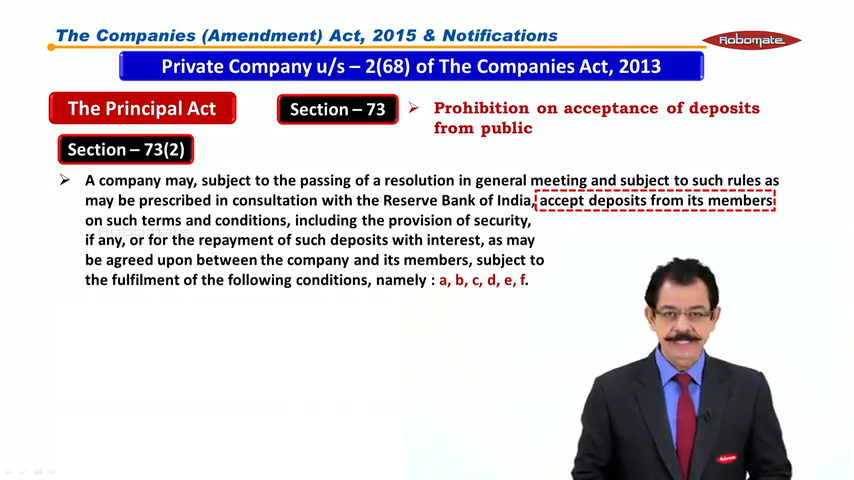 The Companies (Amendment) Act, 2015 & Notifications
Robomate
Private Company u/s – 2(68) of The Companies Act, 2013
The Principal Act
Section – 73
Prohibition on acceptance of deposits
from public
Section – 73(2)
A company may, subject to the passing of a resolution in general meeting and subject to such rules as
may be prescribed in consultation with the Reserve Bank of India, accept deposits from its members
on such terms and conditions, including the provision of security,
Robomate
if any, or for the repayment of such deposits with interest, as may
be agreed upon between the company and its members, subject to
the fulfilment of the following conditions, namely : a, b, c, d, e, f.
Robomate